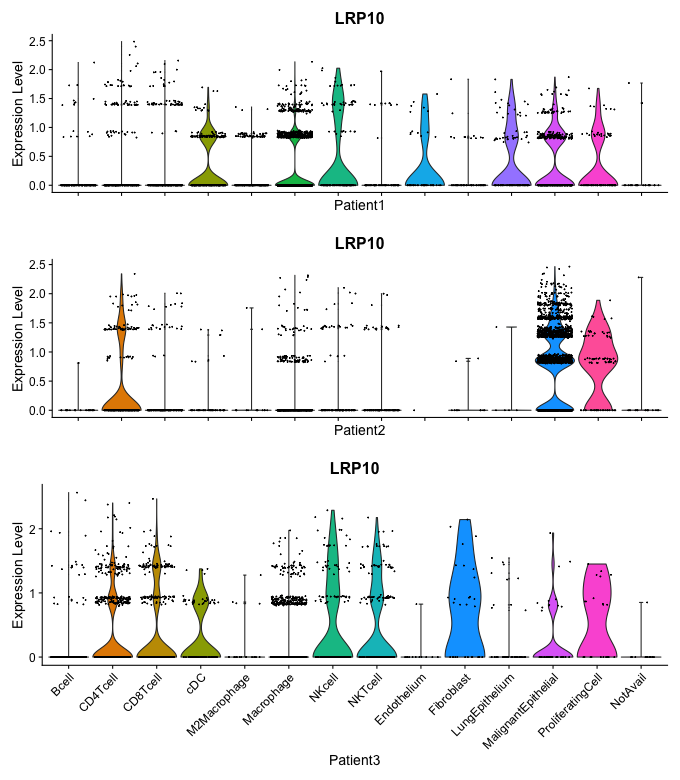 LRP10
Expression Level
2.5
2.0
1.5
1.0
0.5
0.0
Patient1
LRP10
Expression Level
2.5
2.0
1.5
1.0
0.5
0.0
Patient2
LRP10
Expression Level
2
1
0
Bcell
CD4Tcell
CD8Tcell
cDC
M2Macrophage
Macrophage
NKcell
NKTcell
Endothelium
Fibroblast
LungEpithelium
MalignantEpithelial
ProliferatingCell
NotAvail
Patient3